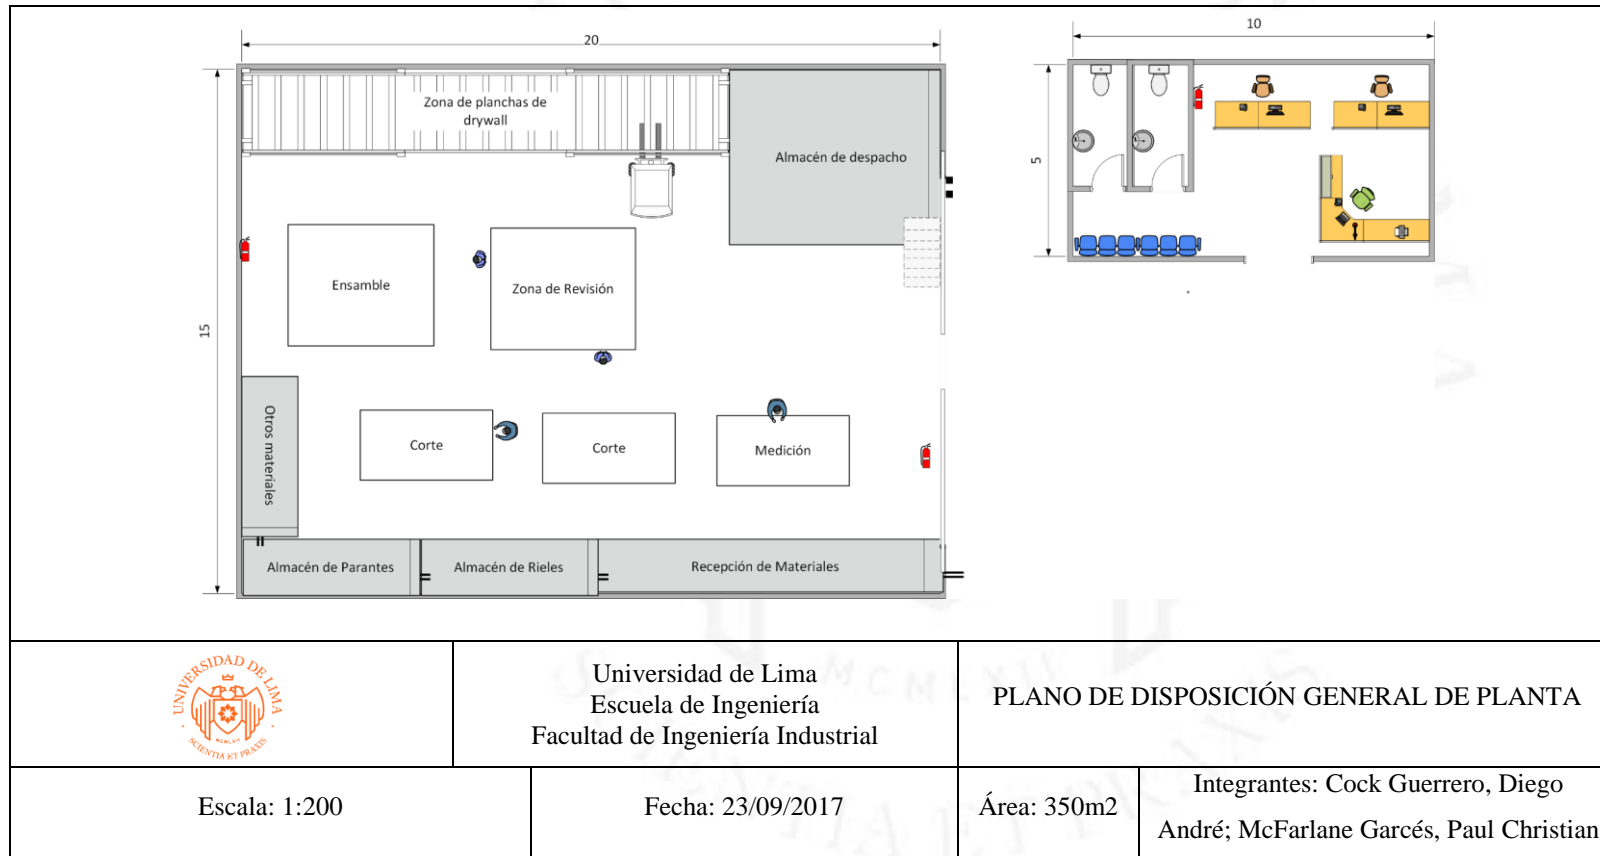 20
10
Zona de planchas de
drywall
Almacén de despacho
5
Ensamble
Zona de Revisión
15
Otros materiales
Corte
Corte
Medición
Almacén de Parantes
Almacén de Rieles
Recepción de Materiales
UNIVERSIDAD DE LIMA
MCMLXII
SCIENTIA ET PRAXIS
Universidad de Lima
Escuela de Ingeniería
Facultad de Ingeniería Industrial
PLANO DE DISPOSICIÓN GENERAL DE PLANTA
Escala: 1:200
Fecha: 23/09/2017
Área: 350m2
Integrantes: Cock Guerrero, Diego
André; McFarlane Garcés, Paul Christian